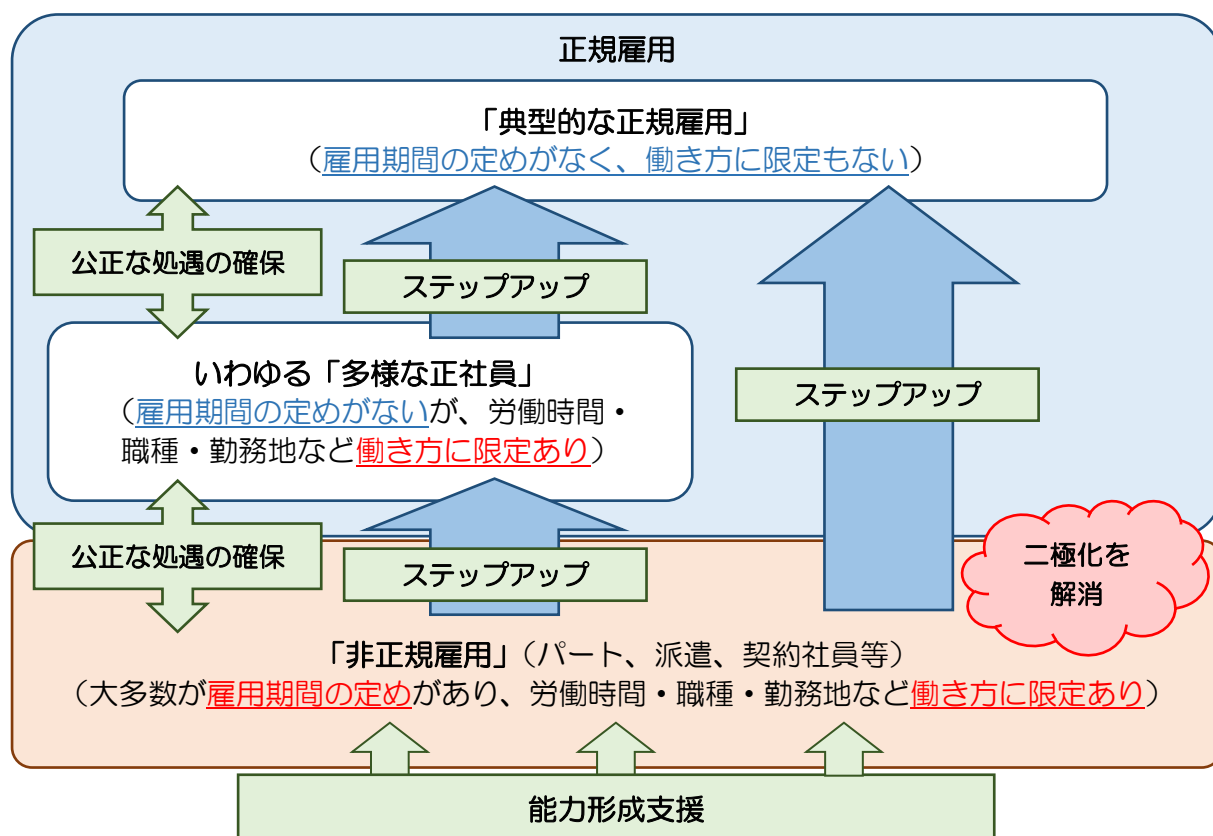 正規雇用
「典型的な正規雇用」
（雇用期間の定めがなく、働き方に限定もない）
公正な処遇の確保
ステップアップ
いわゆる「多様な正社員」
（雇用期間の定めがないが、労働時間・
職種・勤務地など働き方に限定あり）
ステップアップ
公正な処遇の確保
ステップアップ
二極化を
解消
「非正規雇用」（パート、派遣、契約社員等）
（大多数が雇用期間の定めがあり、労働時間・職種・勤務地など働き方に限定あり）
能力形成支援